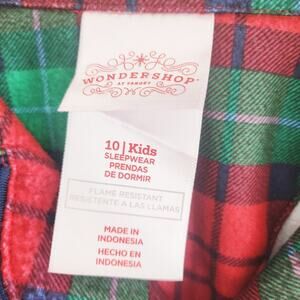 WONDERSHOP
AT TARGET
10 | Kids
SLEEPWEAR
PRENDAS
DE DORMIR
FLAME RESISTANT
RESISTENTE A LAS LLAMAS
MADE IN
INDONESIA
HECHO EN
INDONESIA